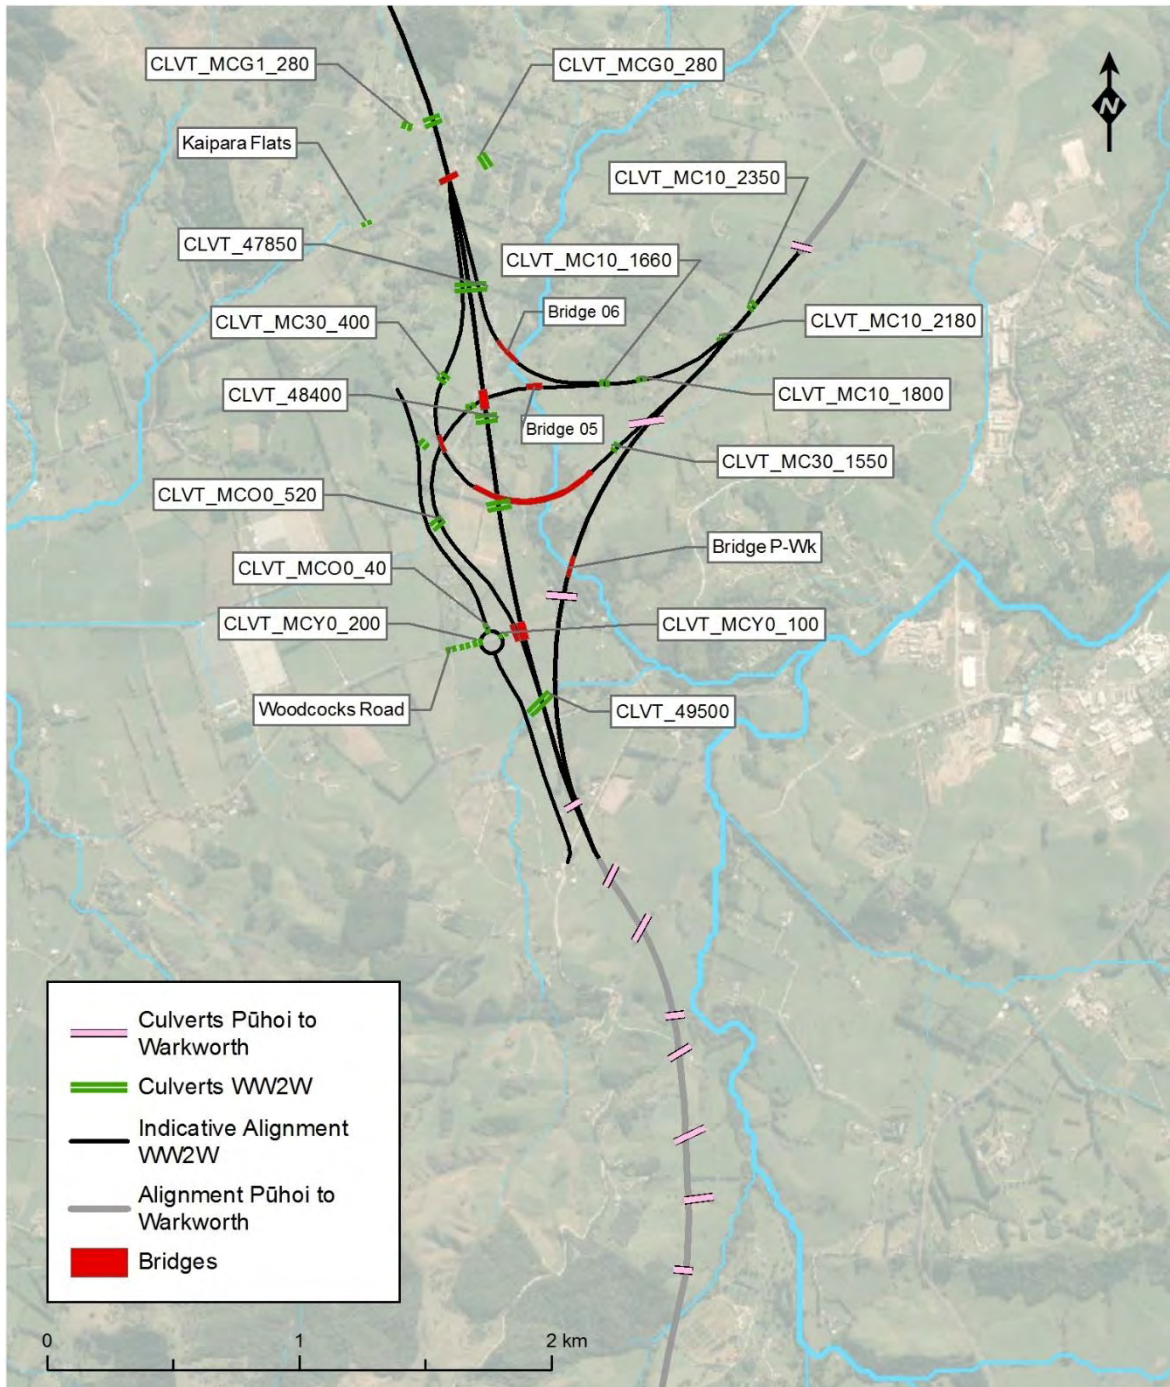 CLVT_MCG1_280
CLVT_MCG0_280
N
Kaipara Flats
CLVT_MC10_2350
CLVT_47850
CLVT_MC10_1660
Bridge 06
CLVT_MC30_400
CLVT_MC10_2180
CLVT_48400
CLVT_MC10_1800
Bridge 05
CLVT_MC30_1550
CLVT_MCO0_520
Bridge P-Wk
CLVT_MCO0_40
CLVT_MCY0_200
CLVT_MCY0_100
Woodcocks Road
CLVT_49500
Culverts Pūhoi to
Warkworth
Culverts WW2W
Indicative Alignment
WW2W
Alignment Pūhoi to
Warkworth
Bridges
0 1 2 km